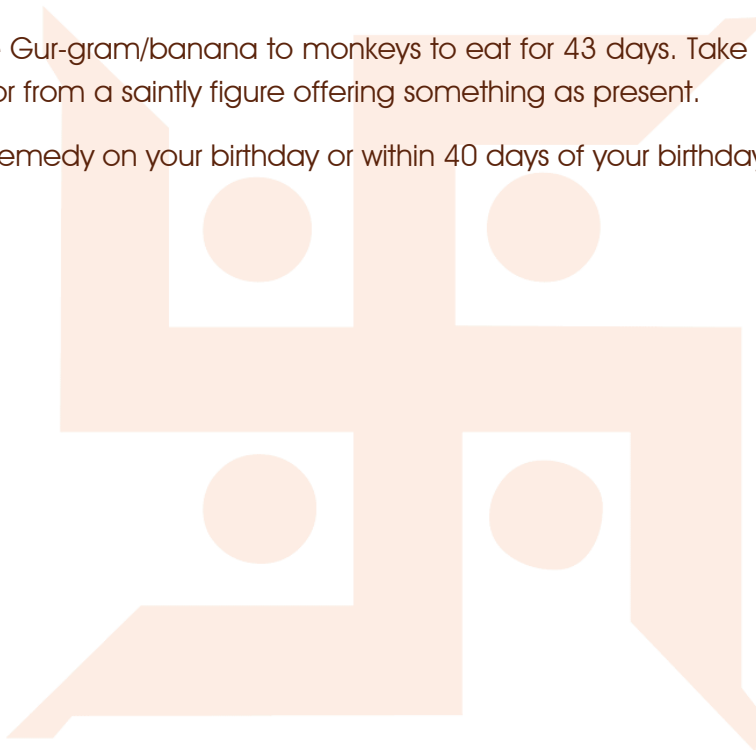 Gur-gram/banana to monkeys to eat for 43 days. Take
or from a saintly figure offering something as present.
emedy on your birthday or within 40 days of your birthday